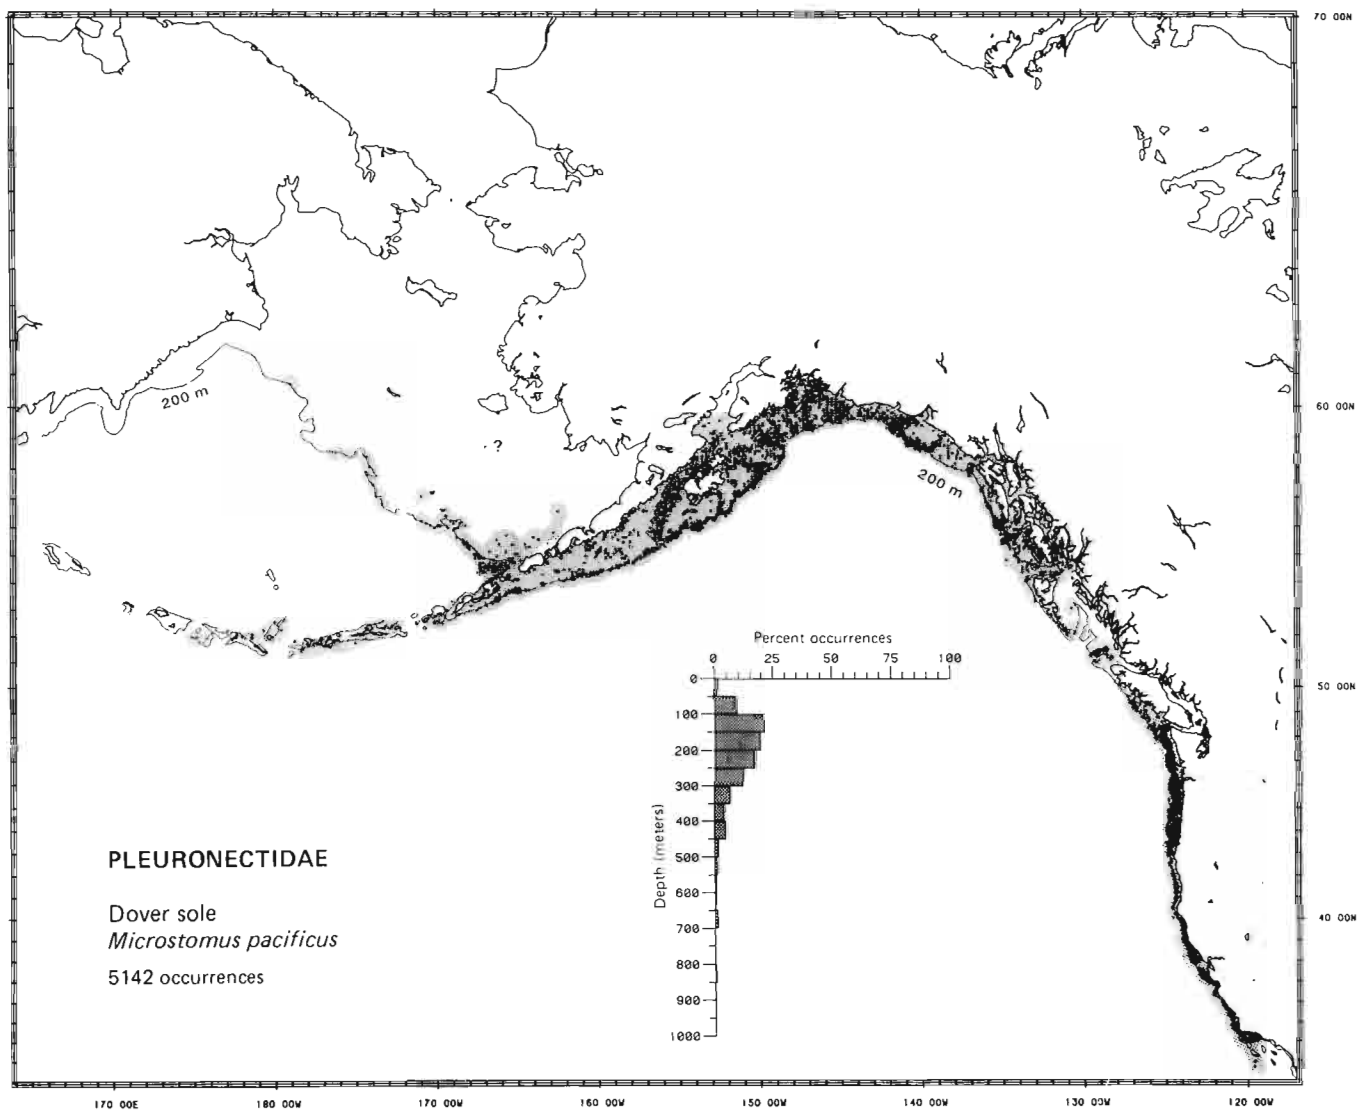 70 00N
200 m
60 00N
?
200 m
Percent occurrences
0 25 50 75 100
0
50 00N
100
200
300
400
500
600
700
800
900
1000
Depth (meters)
PLEURONECTIDAE
Dover sole
Microstomus pacificus
5142 occurrences
40 00N
170 00E 180 00W 170 00W 160 00W 150 00W 140 00W 130 00W 120 00W